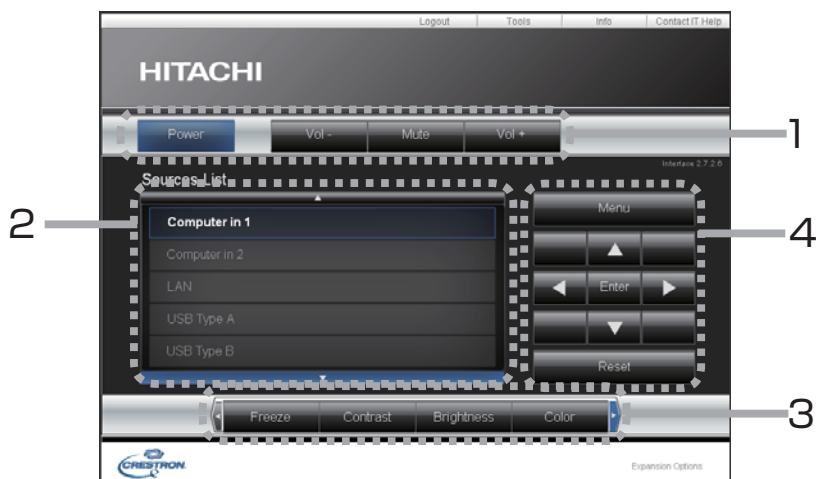 Logout Tools Info Contact IT Help
HITACHI
Power Vol - Mute Vol +
1
Interface 2.7.2.6
Sources List
2
Computer in 1
Computer in 2
LAN
USB Type A
USB Type B
Menu
4
Enter
Reset
Freeze Contrast Brightness Color
3
CRESTRON
Expansion Options